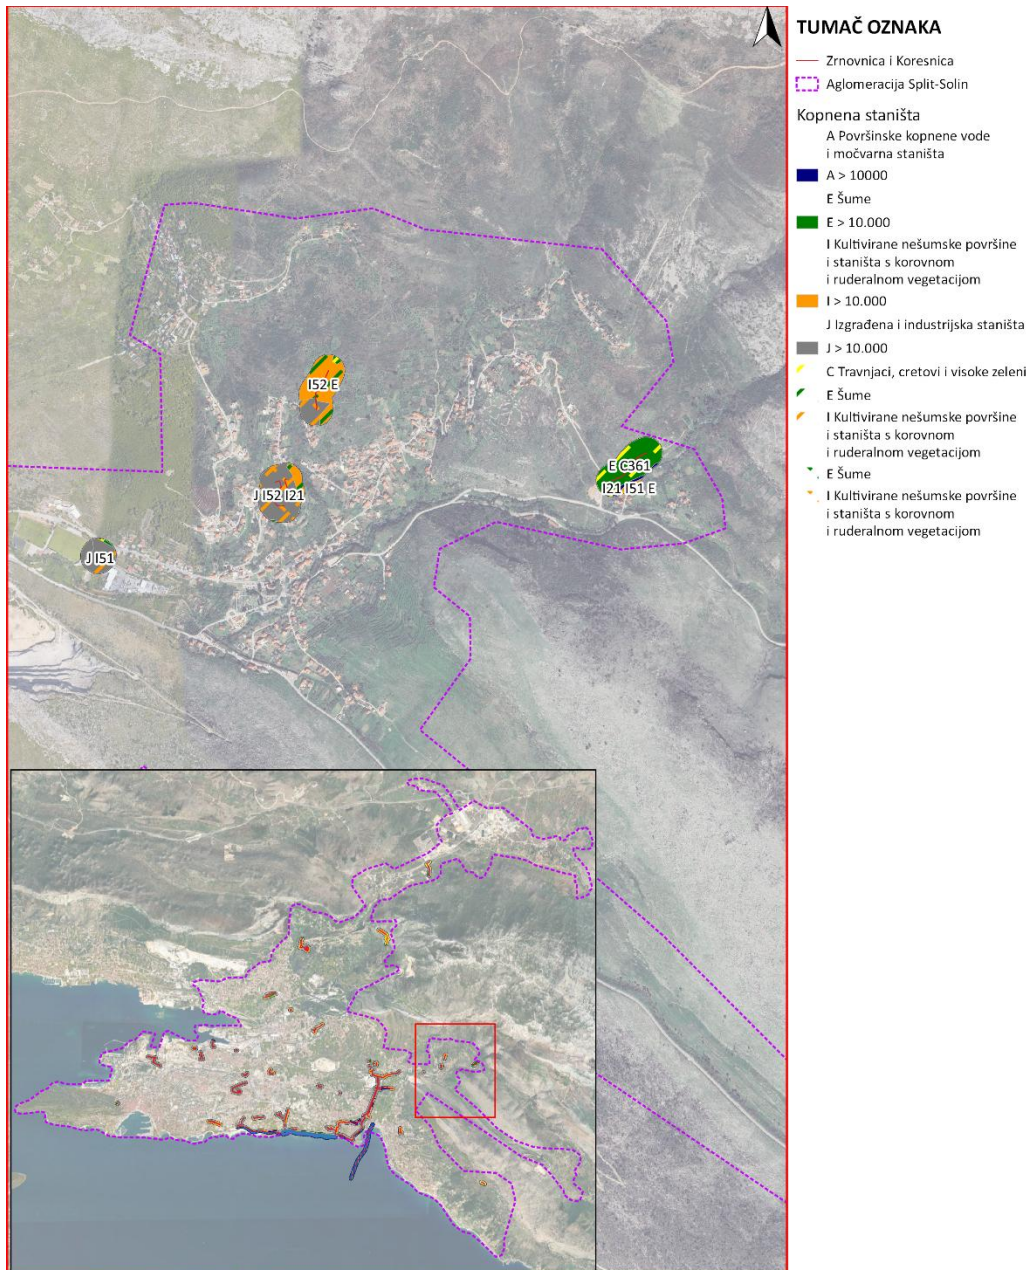 TUMAČ OZNAKA
Zrnovnica i Koresnica
Aglomeracija Split-Solin
Kopnena staništa
A Površinske kopnene vode
i močvarna staništa
A > 10000
E Šume
E > 10.000
I Kultivirane nešumske površine
i staništa s korovnom
i ruderalnom vegetacijom
I > 10.000
J Izgrađena i industrijska staništa
J > 10.000
C Travnjaci, cretovi i visoke zeleni
E Šume
I Kultivirane nešumske površine
i staništa s korovnom
i ruderalnom vegetacijom
E Šume
I Kultivirane nešumske površine
i staništa s korovnom
i ruderalnom vegetacijom
I52 E
E C361
I21 I51 E
J I52 I21
J I51